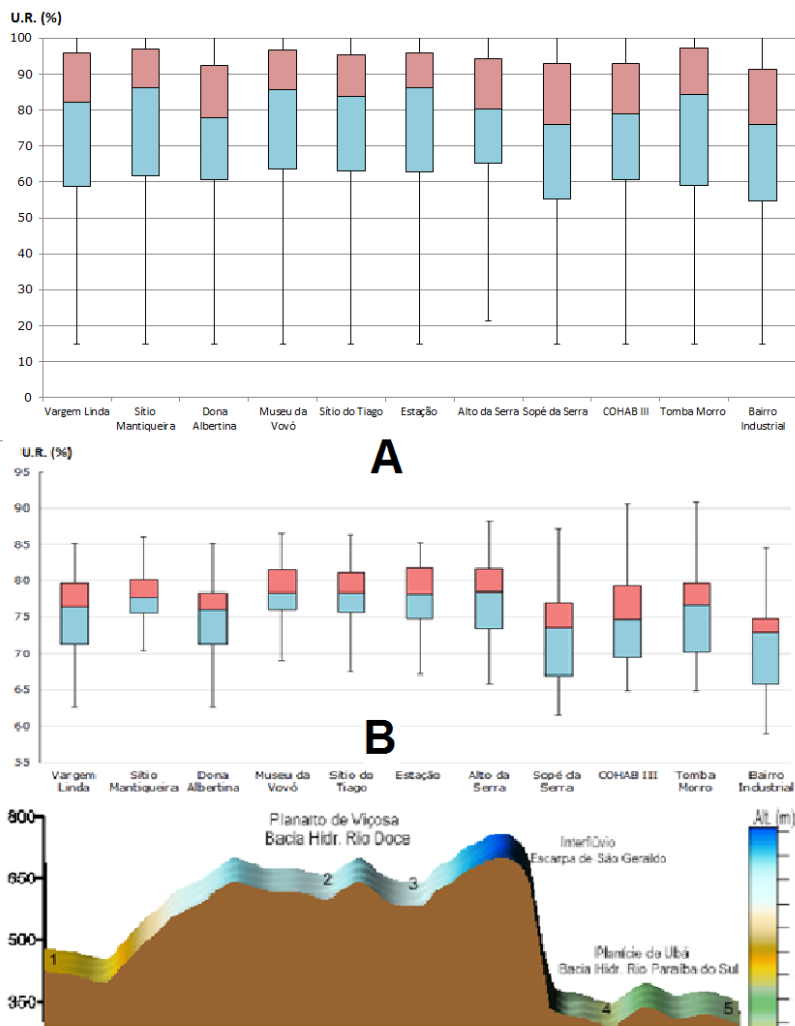 U.R. (%)
100
90
80
70
60
50
40
30
20
10
0
Vargem Linda
Sítio
Mantiqueira
Dona
Albertina
Museu da
Vovó
Sítio do Tiago
Estação
Alto da Serra
Sopé da Serra
COHAB III
Tomba Morro
Bairro
Industrial
A
U.R. (%)
95
90
85
80
75
70
65
60
55
Vargem
Linda
Sítio
Mantiqueira
Dona
Albertina
Museu da
Vovó
Sítio do
Tiago
Estação
Alto da
Serra
Sopé da
Serra
COHAB III
Tomba
Morro
Bairro
Industrial
B
800
650
500
350
Planalto de Viçosa
Bacia Hidr. Rio Doce
Interflúvio
Escarpa de São Geraldo
Planície de Ubá
Bacia Hidr. Rio Paraíba do Sul
Alt. (m)
1
2
3
4
5